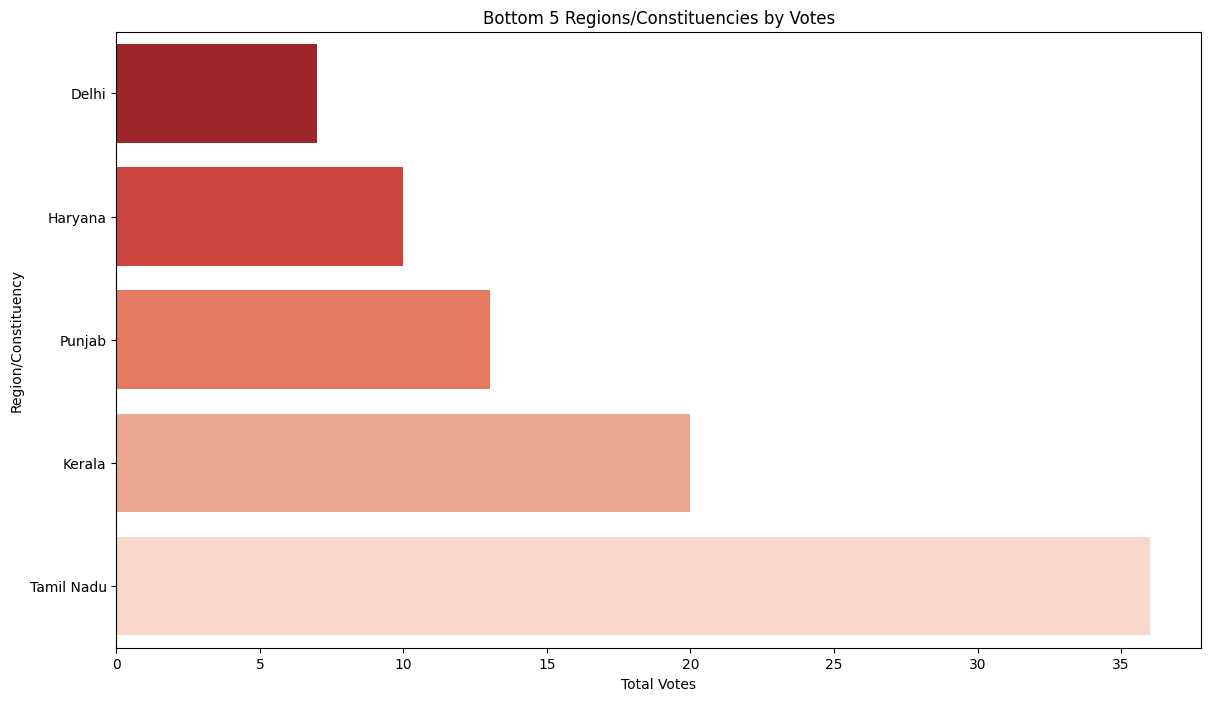 Bottom 5 Regions/Constituencies by Votes
Region/Constituency
Delhi
Haryana
Punjab
Kerala
Tamil Nadu
0 5 10 15 20 25 30 35
Total Votes